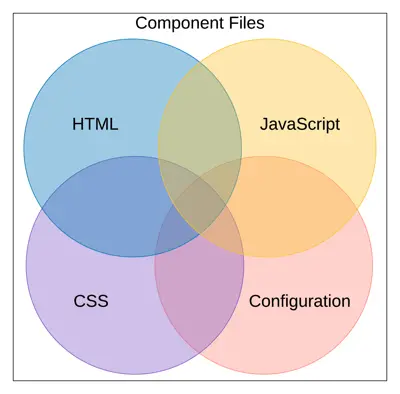 Component Files
HTML
JavaScript
CSS
Configuration